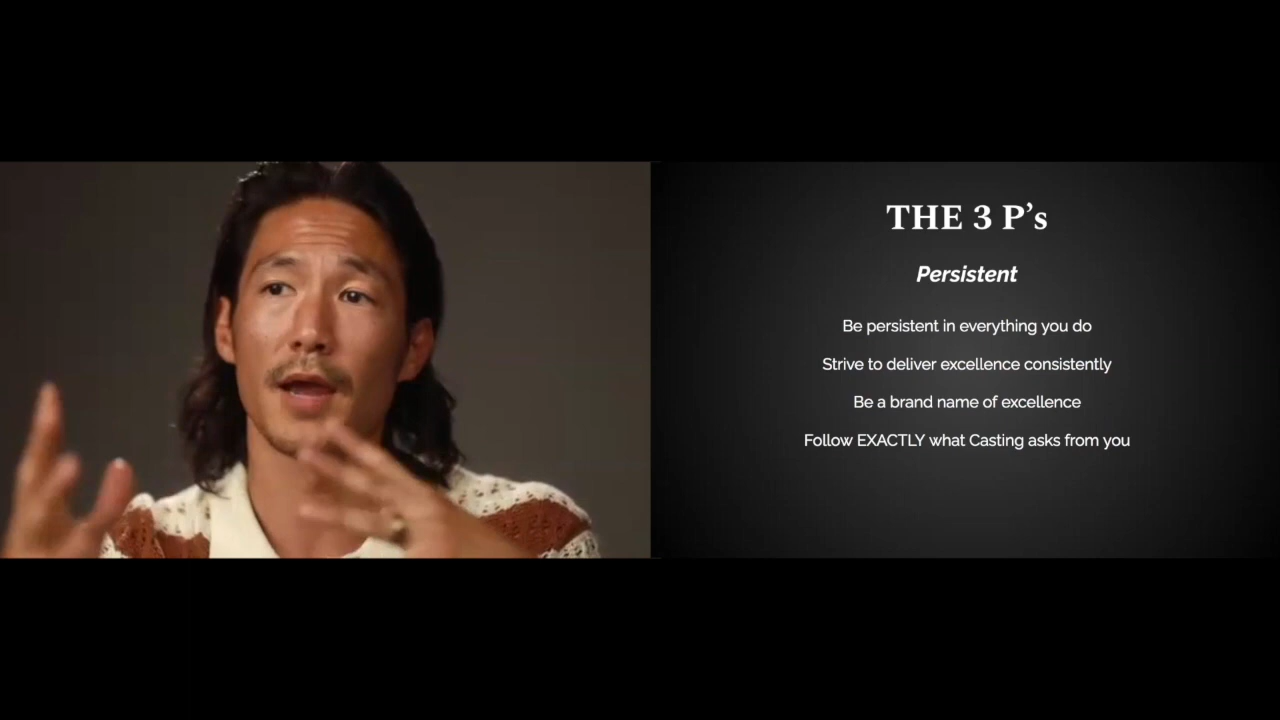 THE 3 P's
Persistent
Be persistent in everything you do
Strive to deliver excellence consistently
Be a brand name of excellence
Follow EXACTLY what Casting asks from you